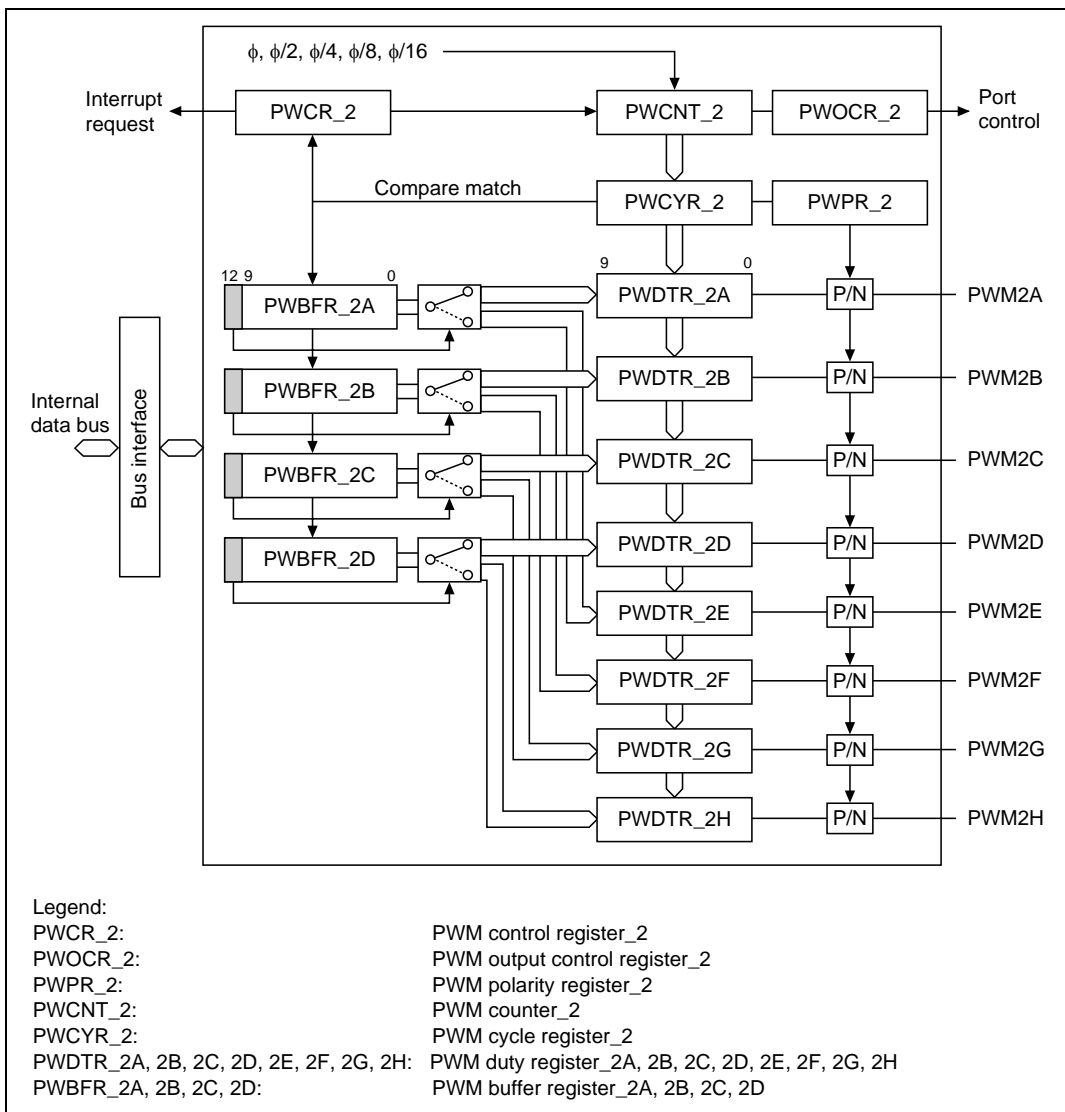 ϕ, ϕ/2, ϕ/4, ϕ/8, ϕ/16
Interrupt request
PWCR_2
PWCNT_2
PWOCR_2
Port control
Compare match
PWCYR_2
PWPR_2
12 9 0
9 0
PWBFR_2A
PWDTR_2A
P/N
PWM2A
PWBFR_2B
PWDTR_2B
P/N
PWM2B
Internal data bus
Bus interface
PWBFR_2C
PWDTR_2C
P/N
PWM2C
PWBFR_2D
PWDTR_2D
P/N
PWM2D
PWDTR_2E
P/N
PWM2E
PWDTR_2F
P/N
PWM2F
PWDTR_2G
P/N
PWM2G
PWDTR_2H
P/N
PWM2H
Legend:
PWCR_2: PWM control register_2
PWOCR_2: PWM output control register_2
PWPR_2: PWM polarity register_2
PWCNT_2: PWM counter_2
PWCYR_2: PWM cycle register_2
PWDTR_2A, 2B, 2C, 2D, 2E, 2F, 2G, 2H: PWM duty register_2A, 2B, 2C, 2D, 2E, 2F, 2G, 2H
PWBFR_2A, 2B, 2C, 2D: PWM buffer register_2A, 2B, 2C, 2D